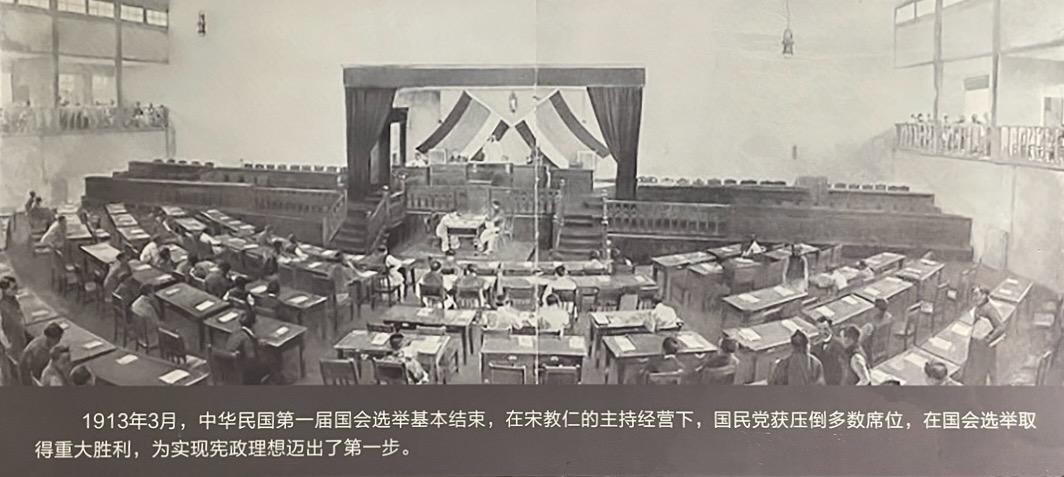 1913年3月，中华民国第一届国会选举基本结束，在宋教仁的主持经营下，国民党获压倒多数席位，在国会选举取
得重大胜利，为实现宪政理想迈出了第一步。